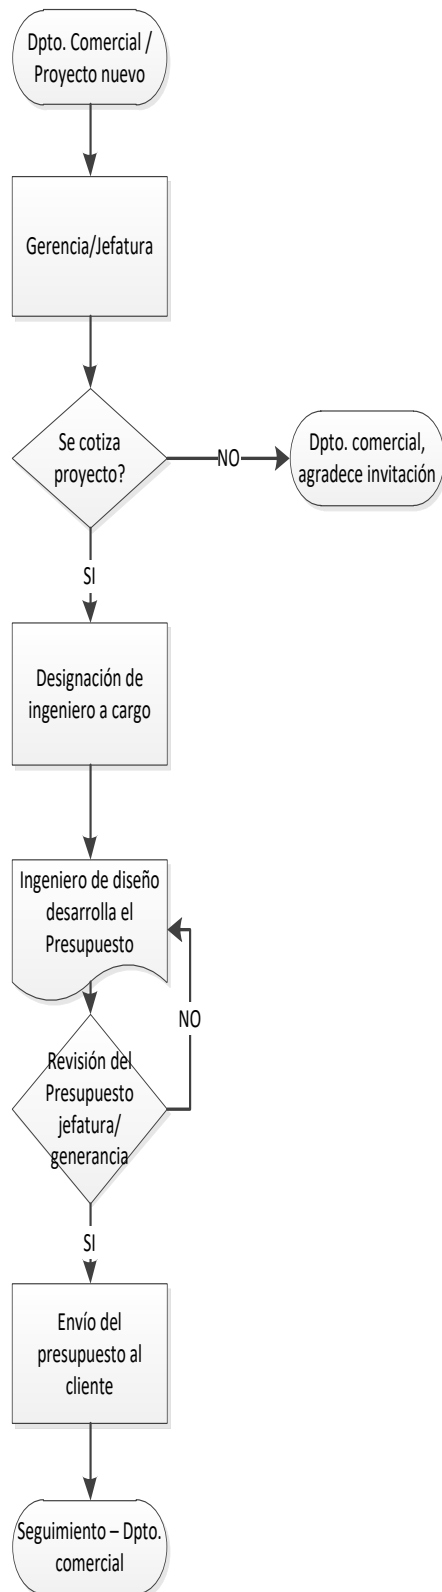 Dpto. Comercial /
Proyecto nuevo
Gerencia/Jefatura
Se cotiza
proyecto?
NO
Dpto. comercial,
agradece invitación
SI
Designación de
ingeniero a cargo
Ingeniero de diseño
desarrolla el
Presupuesto
NO
Revisión del
Presupuesto
jefatura/
generancia
SI
Envío del
presupuesto al
cliente
Seguimiento – Dpto.
comercial